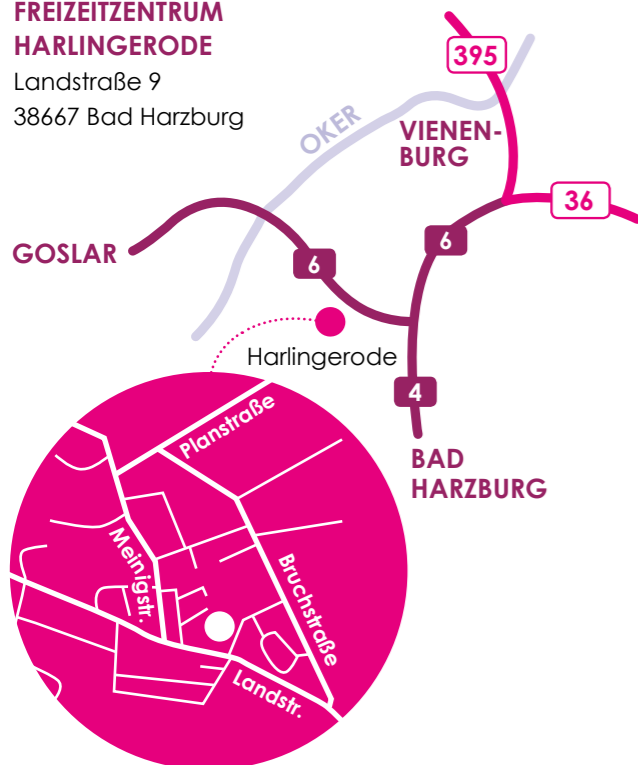 FREIZEITZENTRUM
HARLINGERODE
Landstraße 9
38667 Bad Harzburg
395
OKER
VIENEN-
BURG
36
GOSLAR
6
6
Harlingerode
4
BAD
HARZBURG
Planstraße
Meinigstr.
Bruchstraße
Landstr.